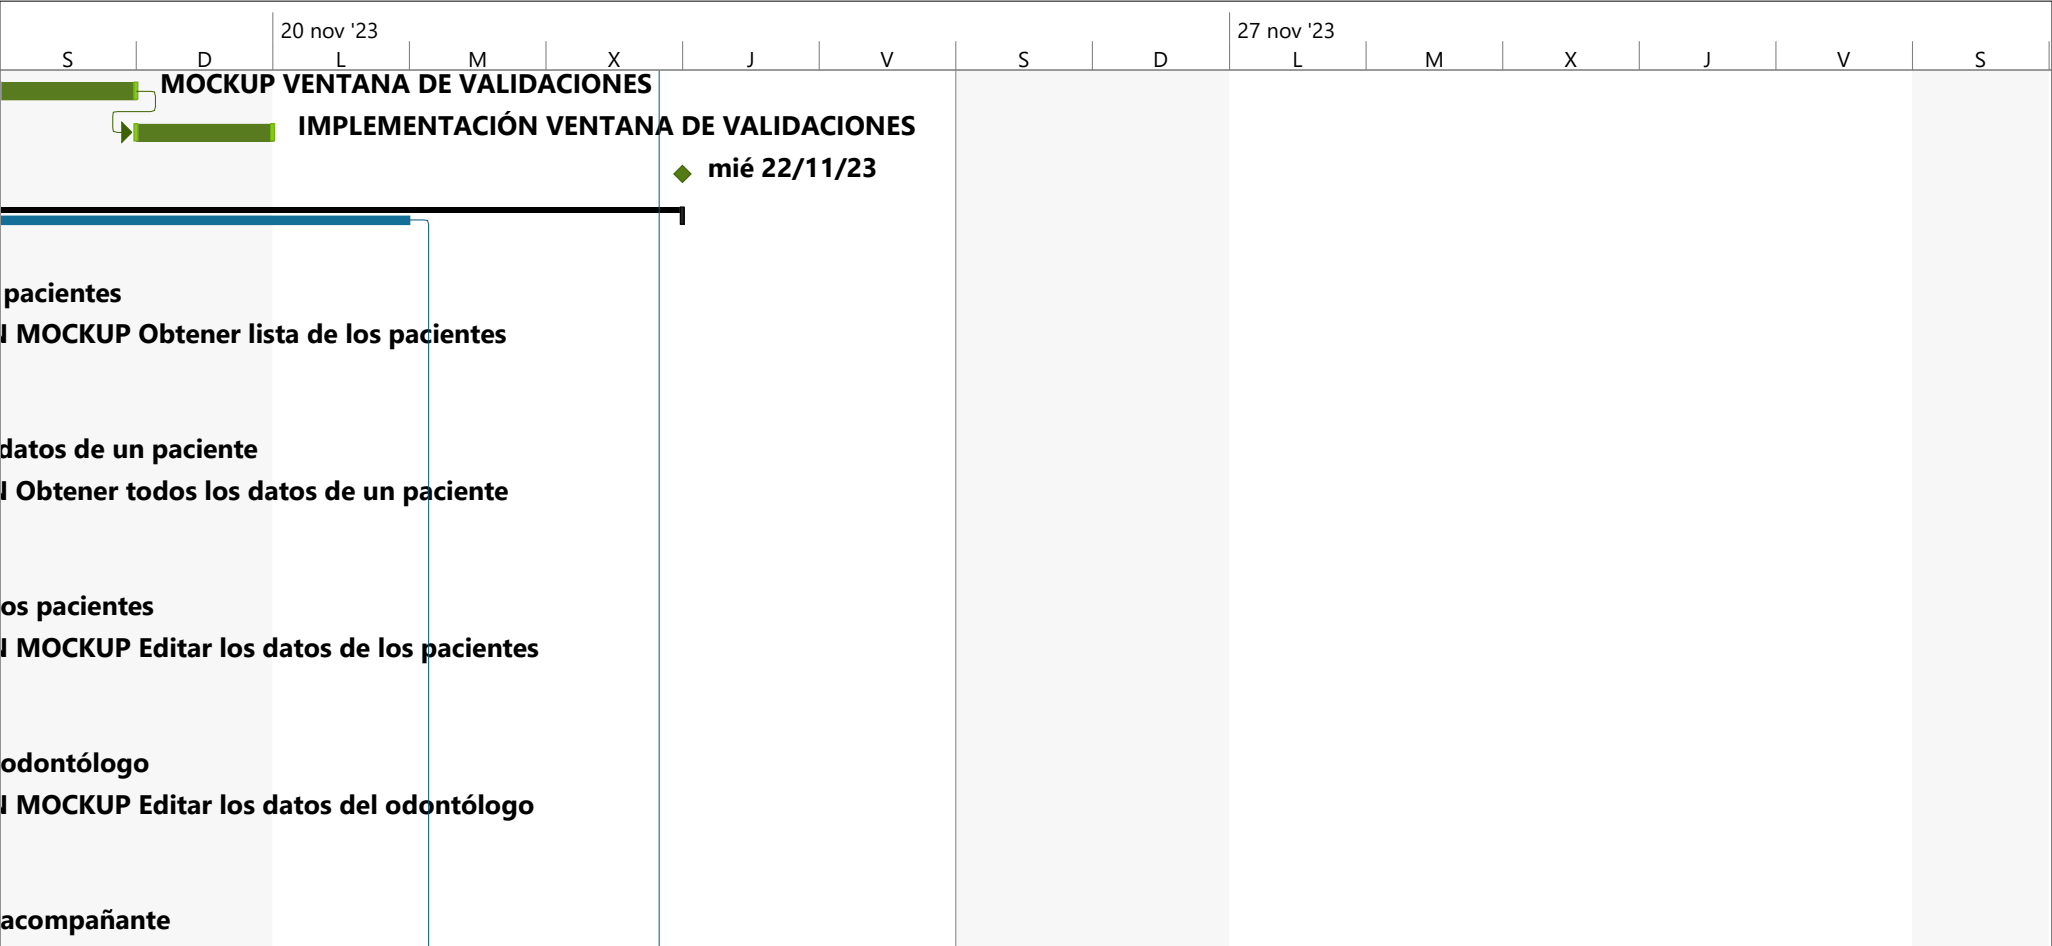 20 nov '23 27 nov '23
S D L M X J V S D L M X J V S
MOCKUP VENTANA DE VALIDACIONES
IMPLEMENTACIÓN VENTANA DE VALIDACIONES
mié 22/11/23
pacientes
N MOCKUP Obtener lista de los pacientes
datos de un paciente
N Obtener todos los datos de un paciente
os pacientes
N MOCKUP Editar los datos de los pacientes
odontólogo
N MOCKUP Editar los datos del odontólogo
acompañante